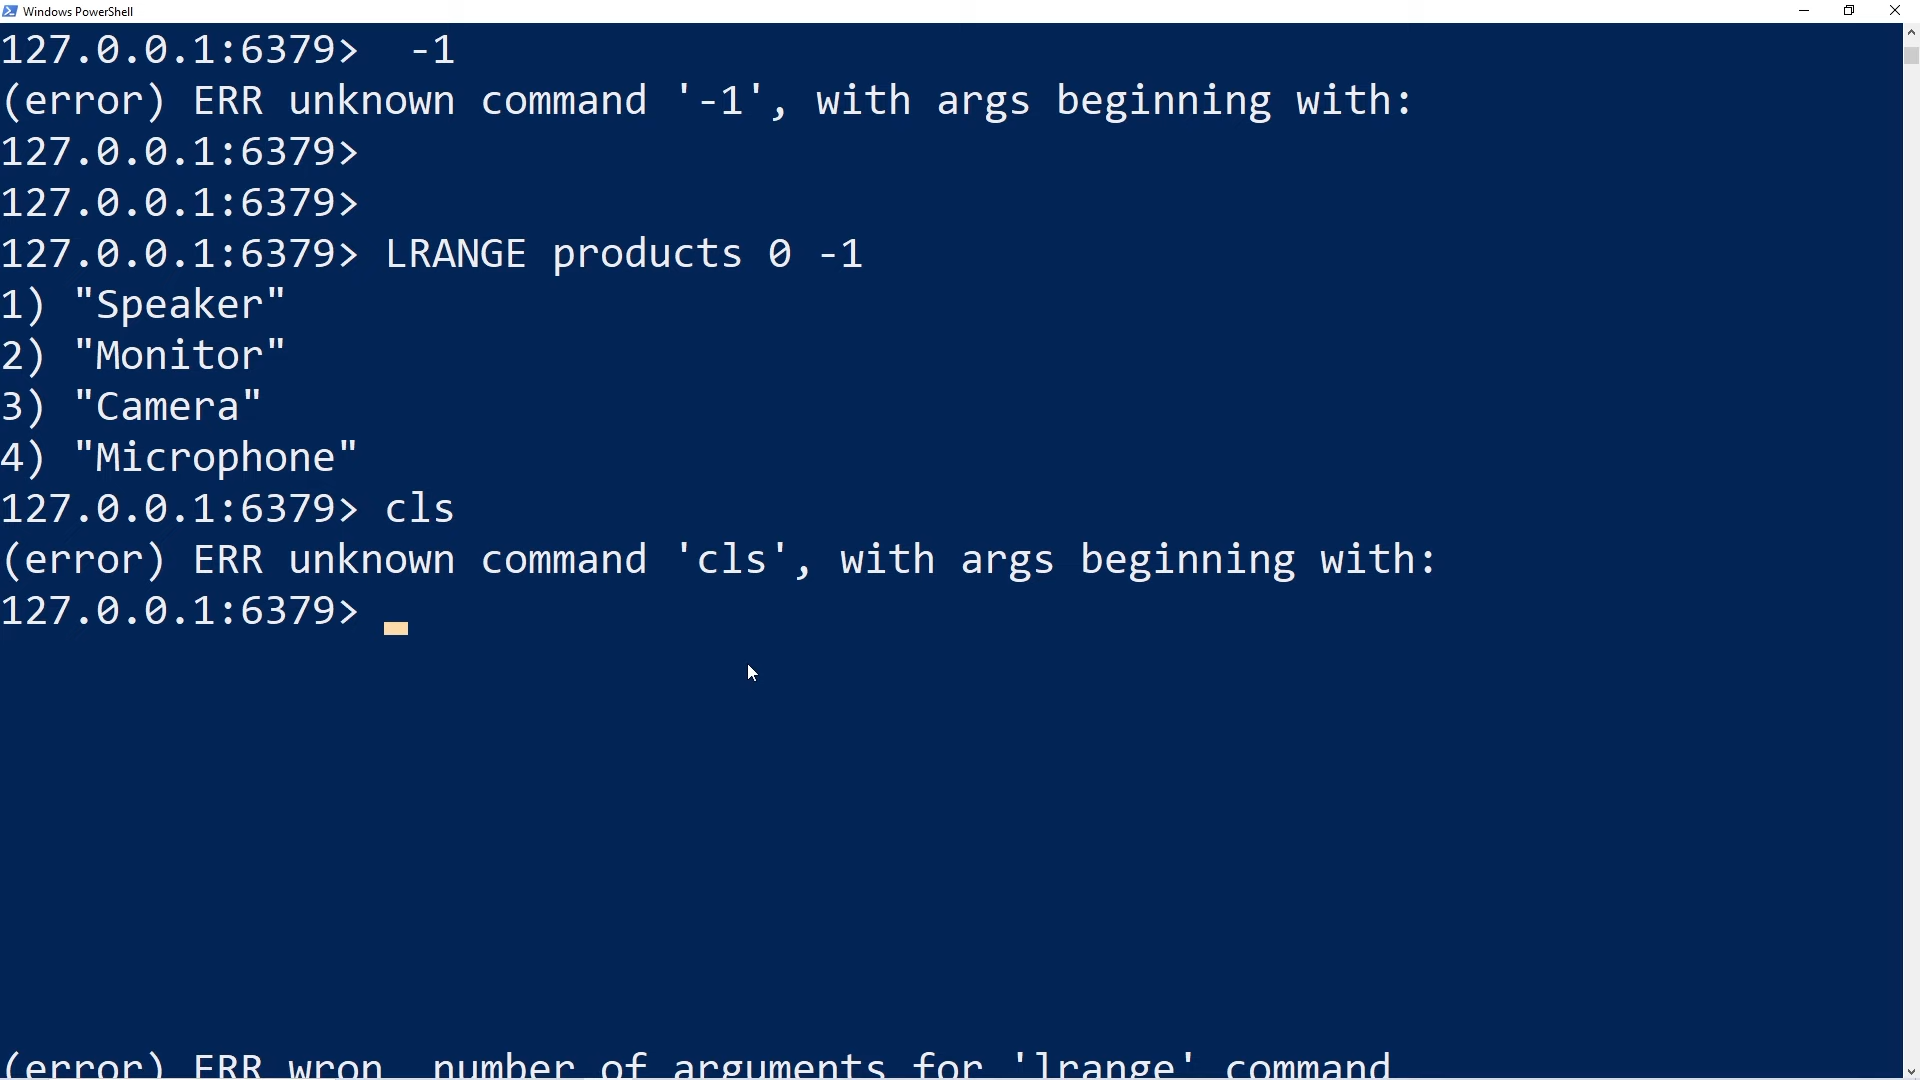 Windows PowerShell
127.0.0.1:6379>  -1
(error) ERR unknown command '-1', with args beginning with:
127.0.0.1:6379>
127.0.0.1:6379>
127.0.0.1:6379> LRANGE products 0 -1
1) "Speaker"
2) "Monitor"
3) "Camera"
4) "Microphone"
127.0.0.1:6379> cls
(error) ERR unknown command 'cls', with args beginning with:
127.0.0.1:6379>
(error) ERR wron  number of arguments for 'lrange' command